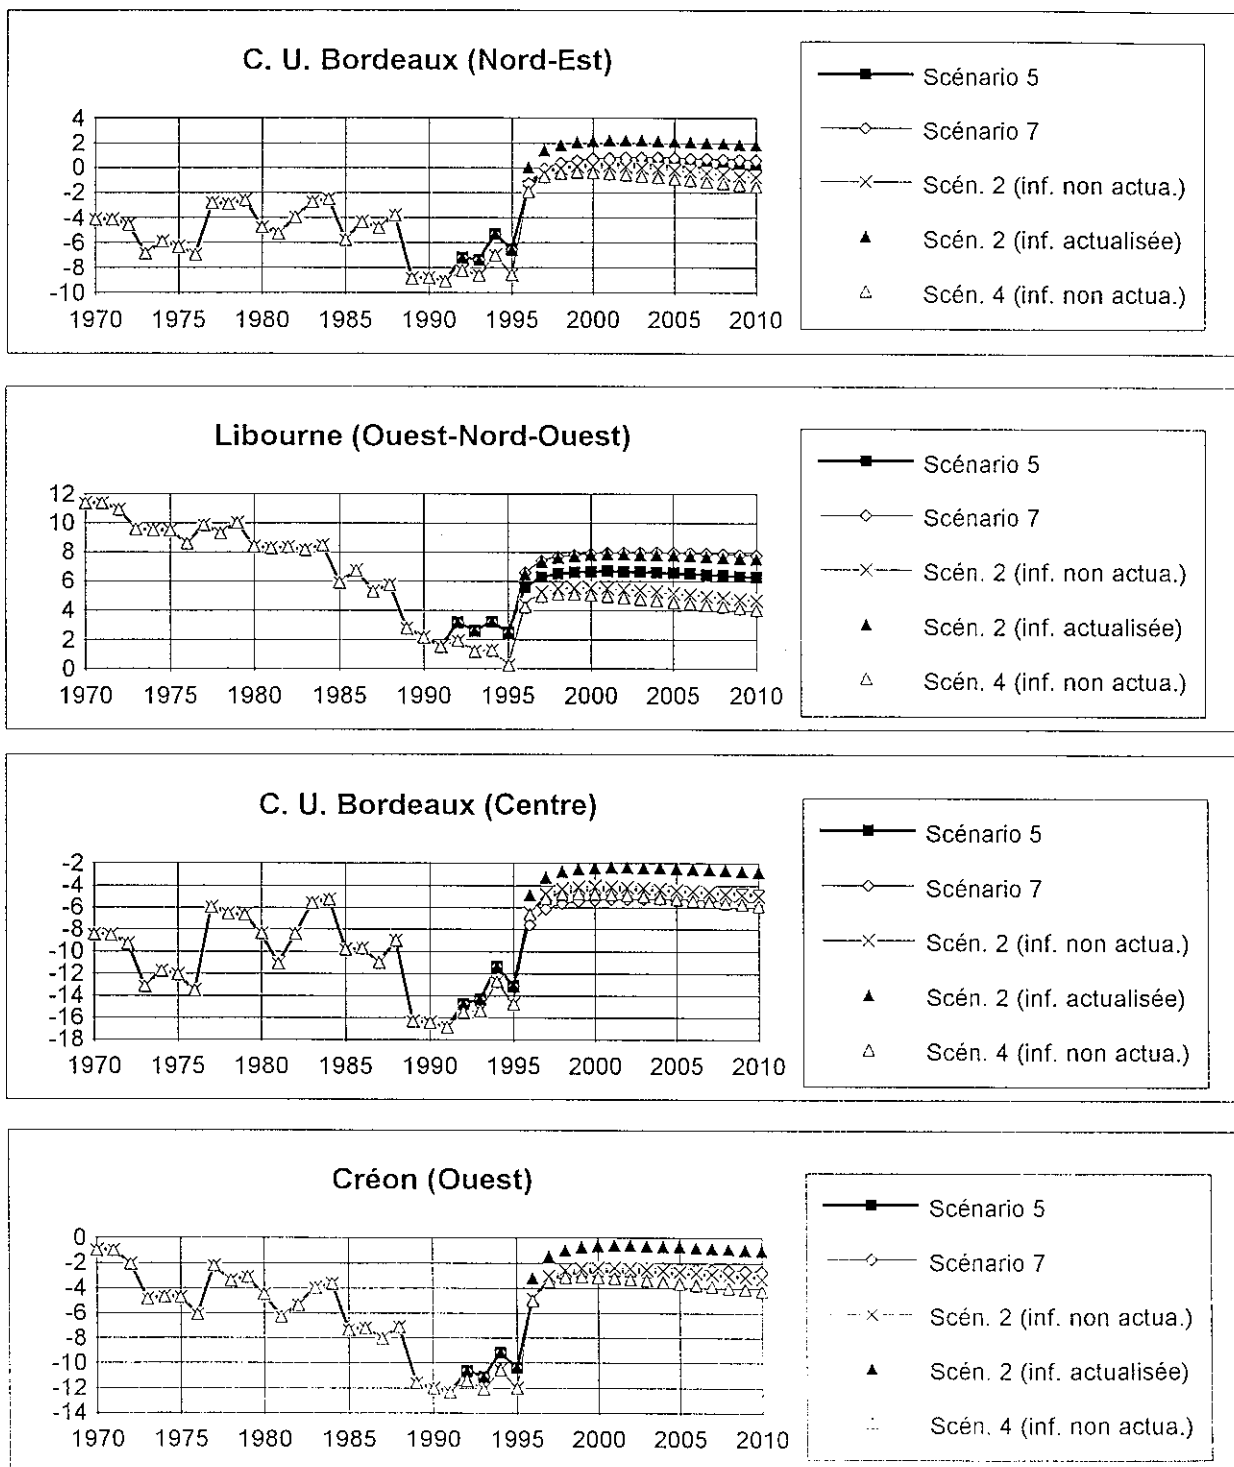 C. U. Bordeaux (Nord-Est)
4
2
0
-2
-4
-6
-8
-10
1970 1975 1980 1985 1990 1995 2000 2005 2010
Scénario 5
Scénario 7
Scén. 2 (inf. non actua.)
Scén. 2 (inf. actualisée)
Scén. 4 (inf. non actua.)
Libourne (Ouest-Nord-Ouest)
12
10
8
6
4
2
0
1970 1975 1980 1985 1990 1995 2000 2005 2010
Scénario 5
Scénario 7
Scén. 2 (inf. non actua.)
Scén. 2 (inf. actualisée)
Scén. 4 (inf. non actua.)
C. U. Bordeaux (Centre)
-2
-4
-6
-8
-10
-12
-14
-16
-18
1970 1975 1980 1985 1990 1995 2000 2005 2010
Scénario 5
Scénario 7
Scén. 2 (inf. non actua.)
Scén. 2 (inf. actualisée)
Scén. 4 (inf. non actua.)
Créon (Ouest)
0
-2
-4
-6
-8
-10
-12
-14
1970 1975 1980 1985 1990 1995 2000 2005 2010
Scénario 5
Scénario 7
Scén. 2 (inf. non actua.)
Scén. 2 (inf. actualisée)
Scén. 4 (inf. non actua.)